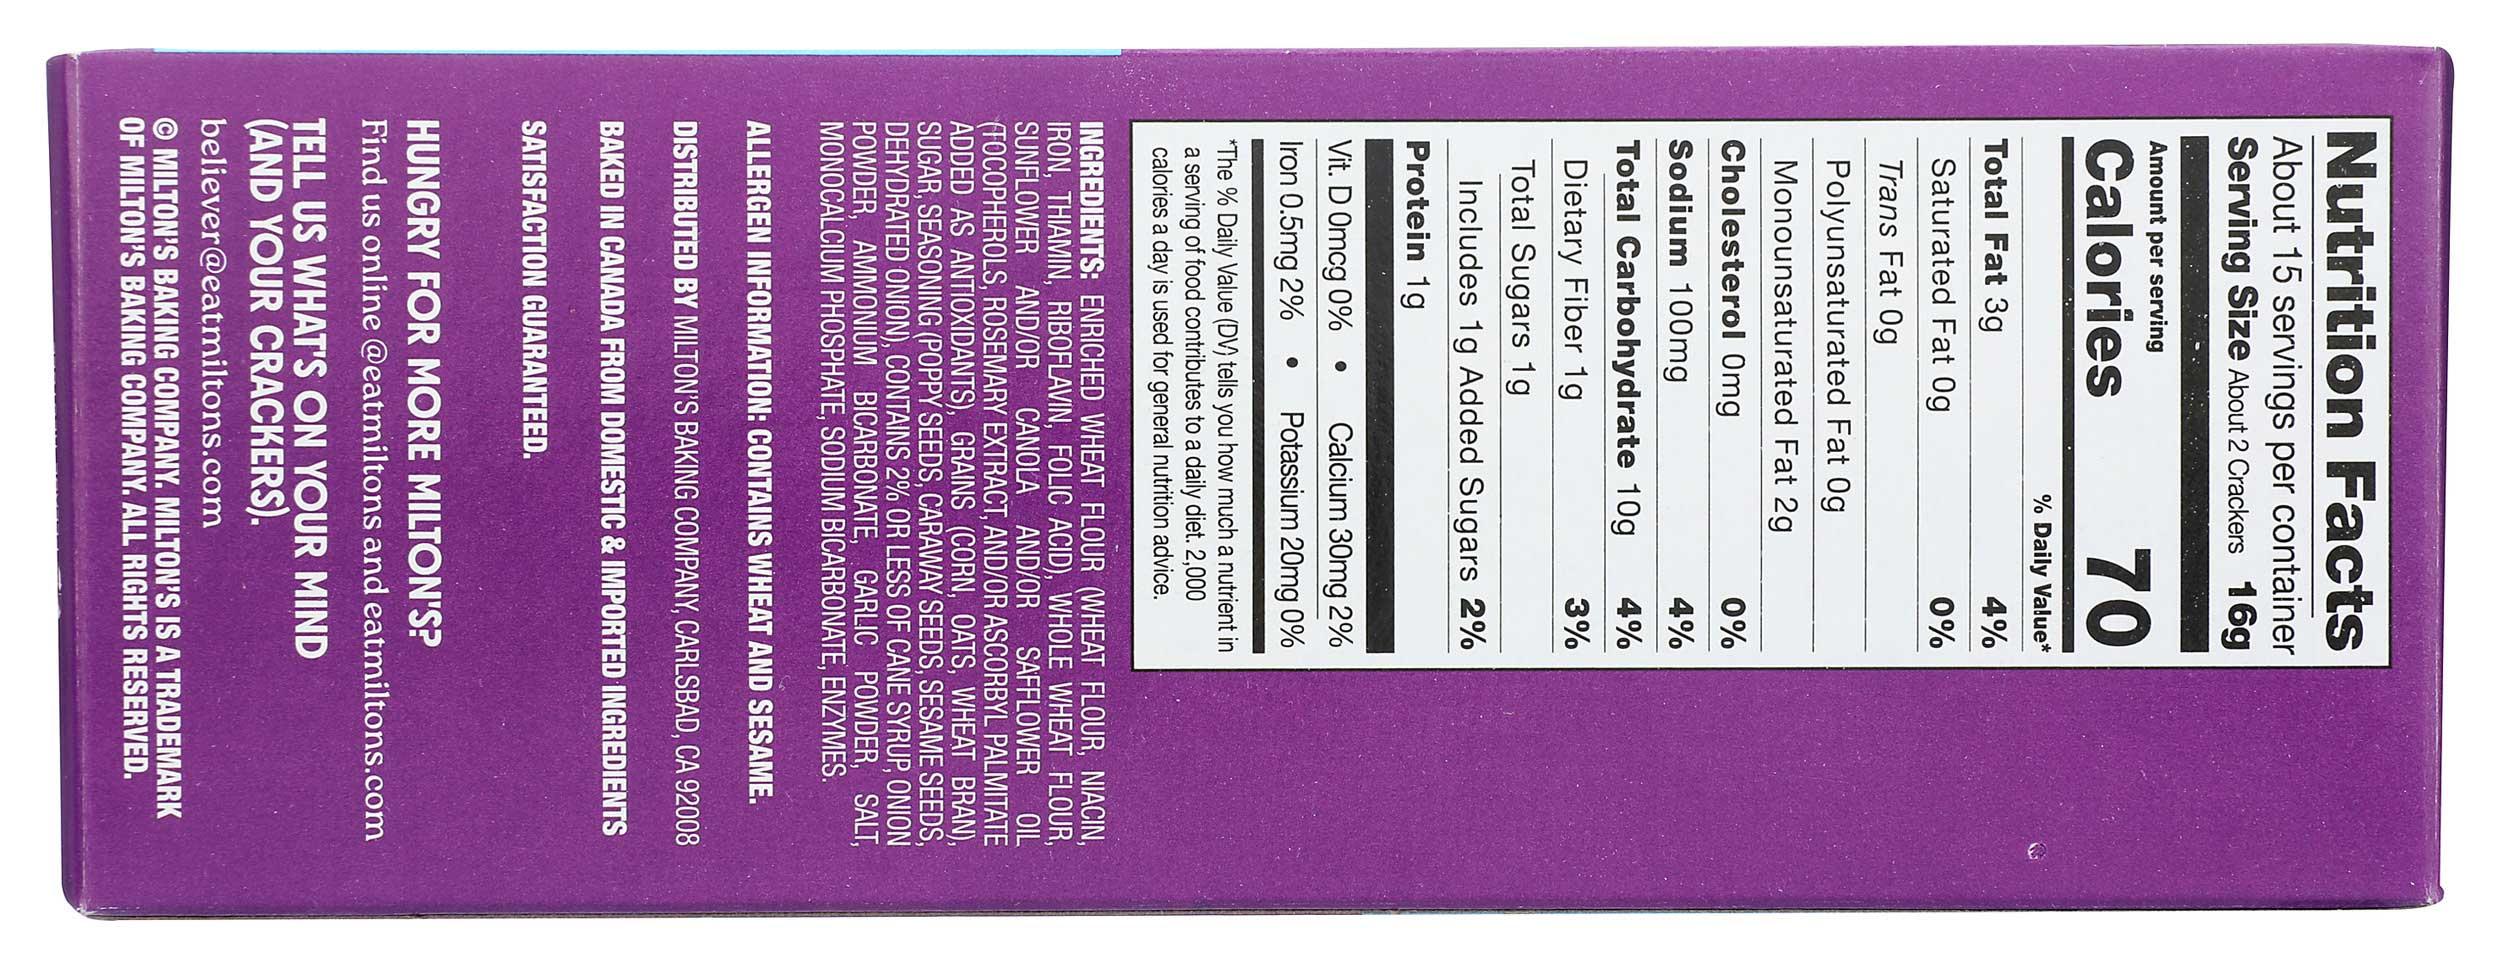 Nutrition Facts
About 15 servings per container
Serving Size About 2 Crackers 16g
Amount per serving
Calories 70
% Daily Value*
Total Fat 3g 4%
Saturated Fat 0g 0%
Trans Fat 0g
Polyunsaturated Fat 0g
Monounsaturated Fat 2g
Cholesterol 0mg 0%
Sodium 100mg 4%
Total Carbohydrate 10g 4%
Dietary Fiber 1g 3%
Total Sugars 1g
Includes 1g Added Sugars 2%
Protein 1g
Vit. D 0mcg 0% • Calcium 30mg 2%
Iron 0.5mg 2% • Potassium 20mg 0%
*The % Daily Value (DV) tells you how much a nutrient in
a serving of food contributes to a daily diet. 2,000
calories a day is used for general nutrition advice.
INGREDIENTS: ENRICHED WHEAT FLOUR (WHEAT FLOUR, NIACIN,
IRON, THAMIN, RIBOFLAVIN, FOLIC ACID), WHOLE WHEAT FLOUR,
SUNFLOWER AND/OR CANOLA AND/OR SAFFLOWER OIL
(TOCOPHEROLS, ROSEMARY EXTRACT, AND/OR ASCORBYL PALMITATE
ADDED AS ANTIOXIDANTS), GRAINS (CORN, OATS, WHEAT BRAN),
SUGAR, SEASONING (POPPY SEEDS, CARAWAY SEEDS, SESAME SEEDS,
DEHYDRATED ONION), CONTAINS 2% OR LESS OF CANE SYRUP, ONION
POWDER, AMMONIUM BICARBONATE, GARLIC POWDER, SALT,
MONOCALCIUM PHOSPHATE, SODIUM BICARBONATE, ENZYMES.
ALLERGEN INFORMATION: CONTAINS WHEAT AND SESAME.
DISTRIBUTED BY MILTON'S BAKING COMPANY, CARLSBAD, CA 92008
BAKED IN CANADA FROM DOMESTIC & IMPORTED INGREDIENTS
SATISFACTION GUARANTEED.
HUNGRY FOR MORE MILTON'S?
Find us online @eatmiltons and eatmiltons.com
TELL US WHAT'S ON YOUR MIND
(AND YOUR CRACKERS).
believer@eatmiltons.com
© MILTON'S BAKING COMPANY. MILTON'S IS A TRADEMARK
OF MILTON'S BAKING COMPANY. ALL RIGHTS RESERVED.